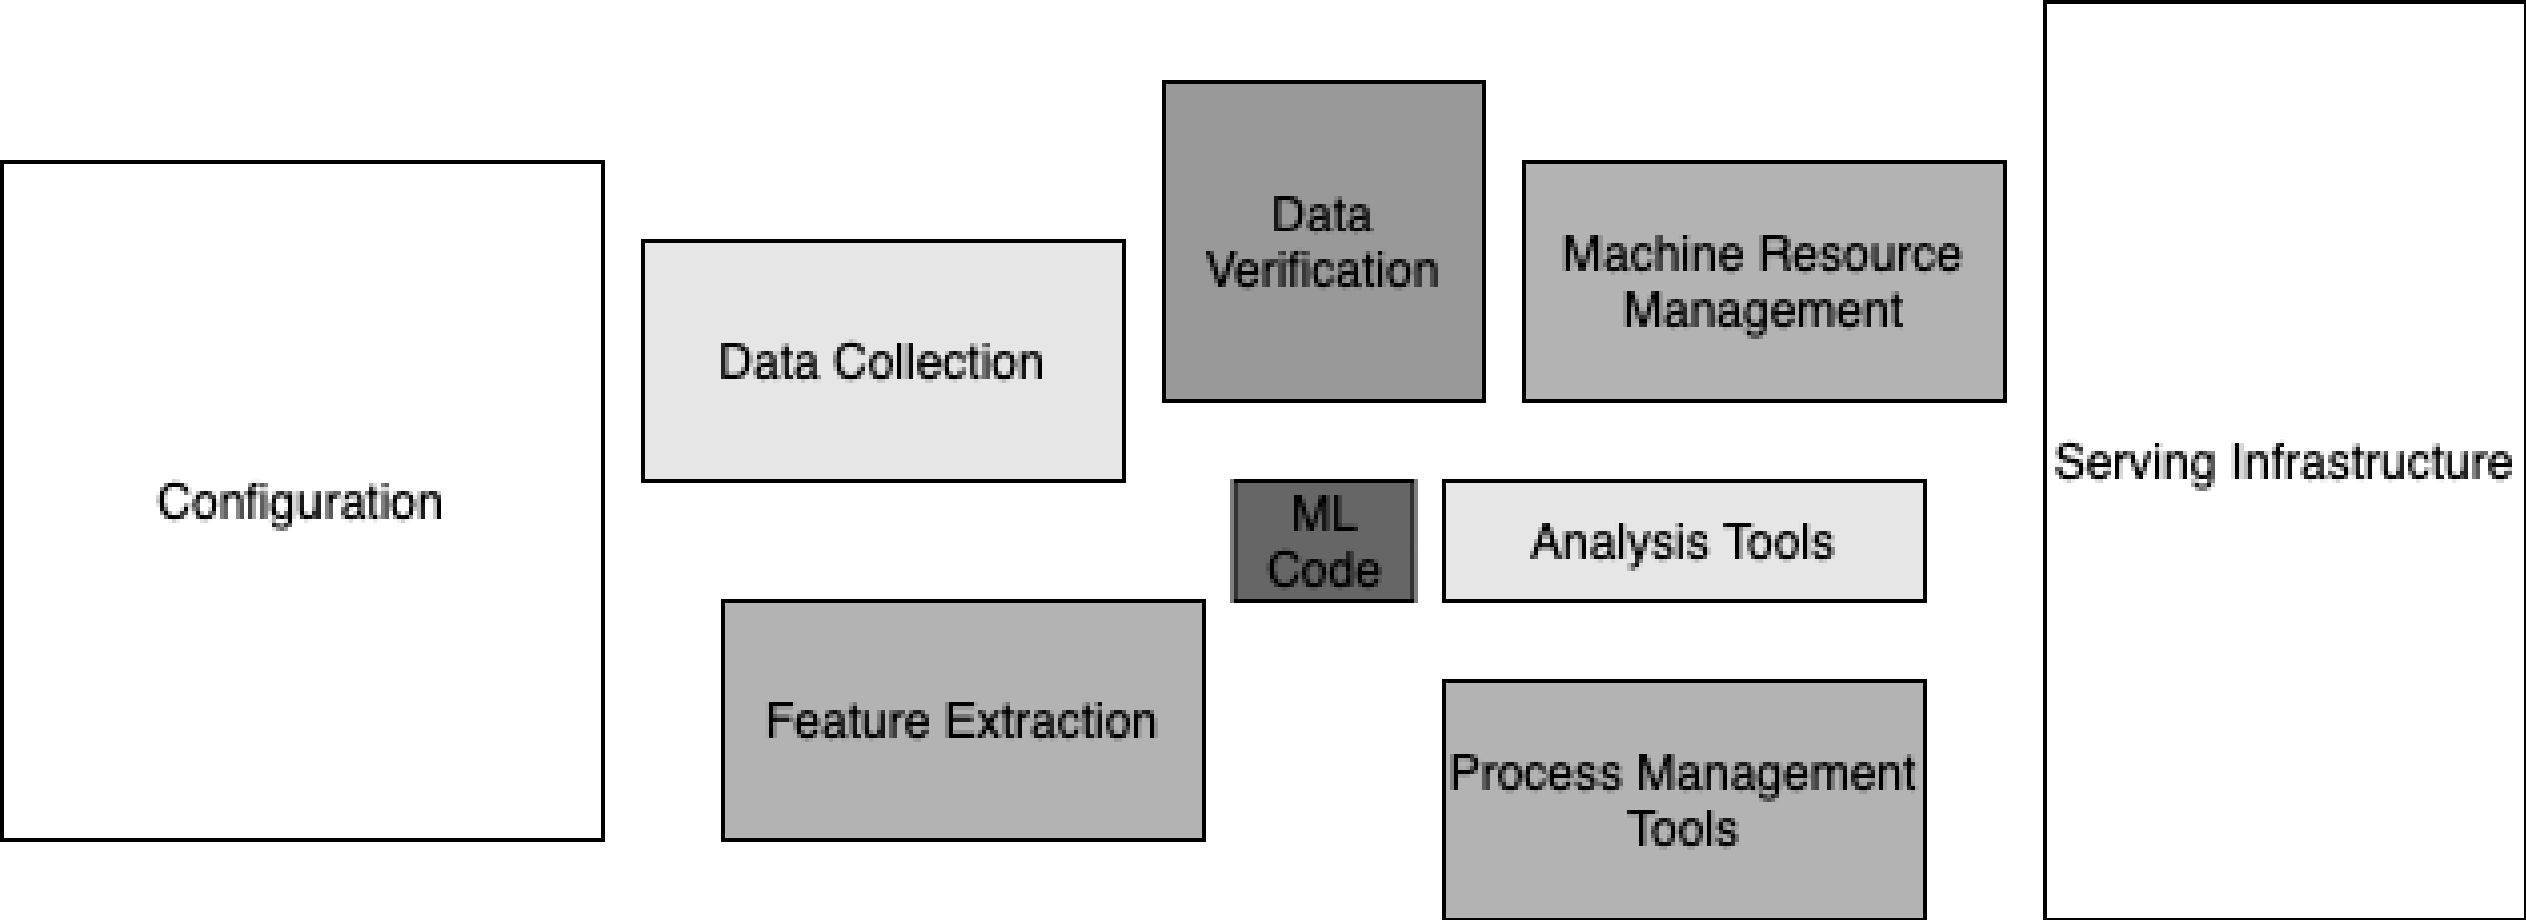 Configuration
Data Collection
Feature Extraction
Data
Verification
ML
Code
Machine Resource
Management
Analysis Tools
Process Management
Tools
Serving Infrastructure